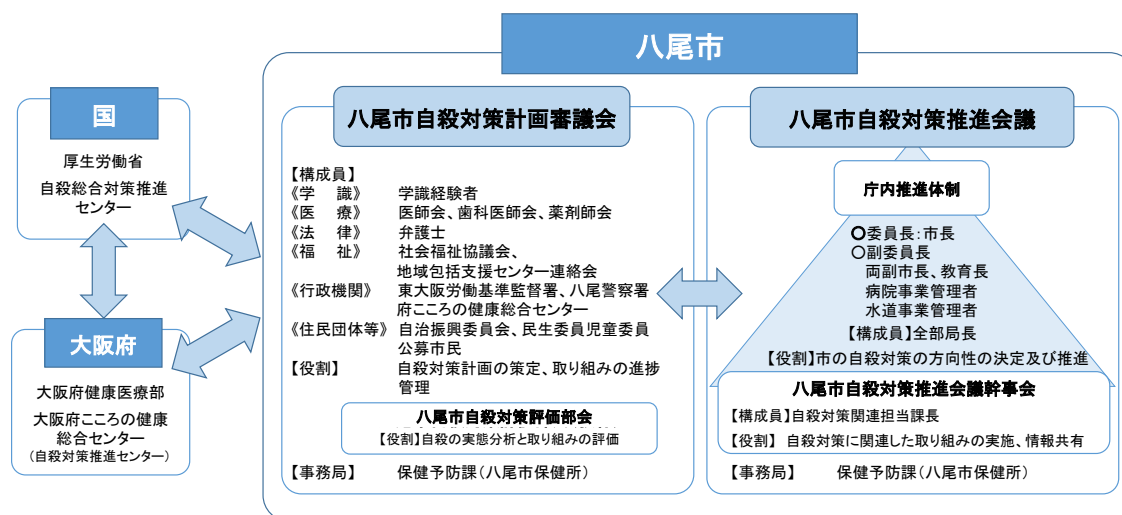 八尾市
国
厚生労働省
自殺総合対策推進
センター
大阪府
大阪府健康医療部
大阪府こころの健康
総合センター
(自殺対策推進センター)
八尾市自殺対策計画審議会
【構成員】
《学　識》　学識経験者
《医　療》　医師会、歯科医師会、薬剤師会
《法　律》　弁護士
《福　祉》　社会福祉協議会、
地域包括支援センター連絡会
《行政機関》　東大阪労働基準監督署、八尾警察署
府こころの健康総合センター
《住民団体等》　自治振興委員会、民生委員児童委員
公募市民
【役割】　自殺対策計画の策定、取り組みの進捗
管理
八尾市自殺対策評価部会
【役割】自殺の実態分析と取り組みの評価
【事務局】　保健予防課(八尾市保健所)
八尾市自殺対策推進会議
庁内推進体制
○委員長：市長
○副委員長
両副市長、教育長
病院事業管理者
水道事業管理者
【構成員】全部局長
【役割】市の自殺対策の方向性の決定及び推進
八尾市自殺対策推進会議幹事会
【構成員】自殺対策関連担当課長
【役割】　自殺対策に関連した取り組みの実施、情報共有
【事務局】　保健予防課(八尾市保健所)